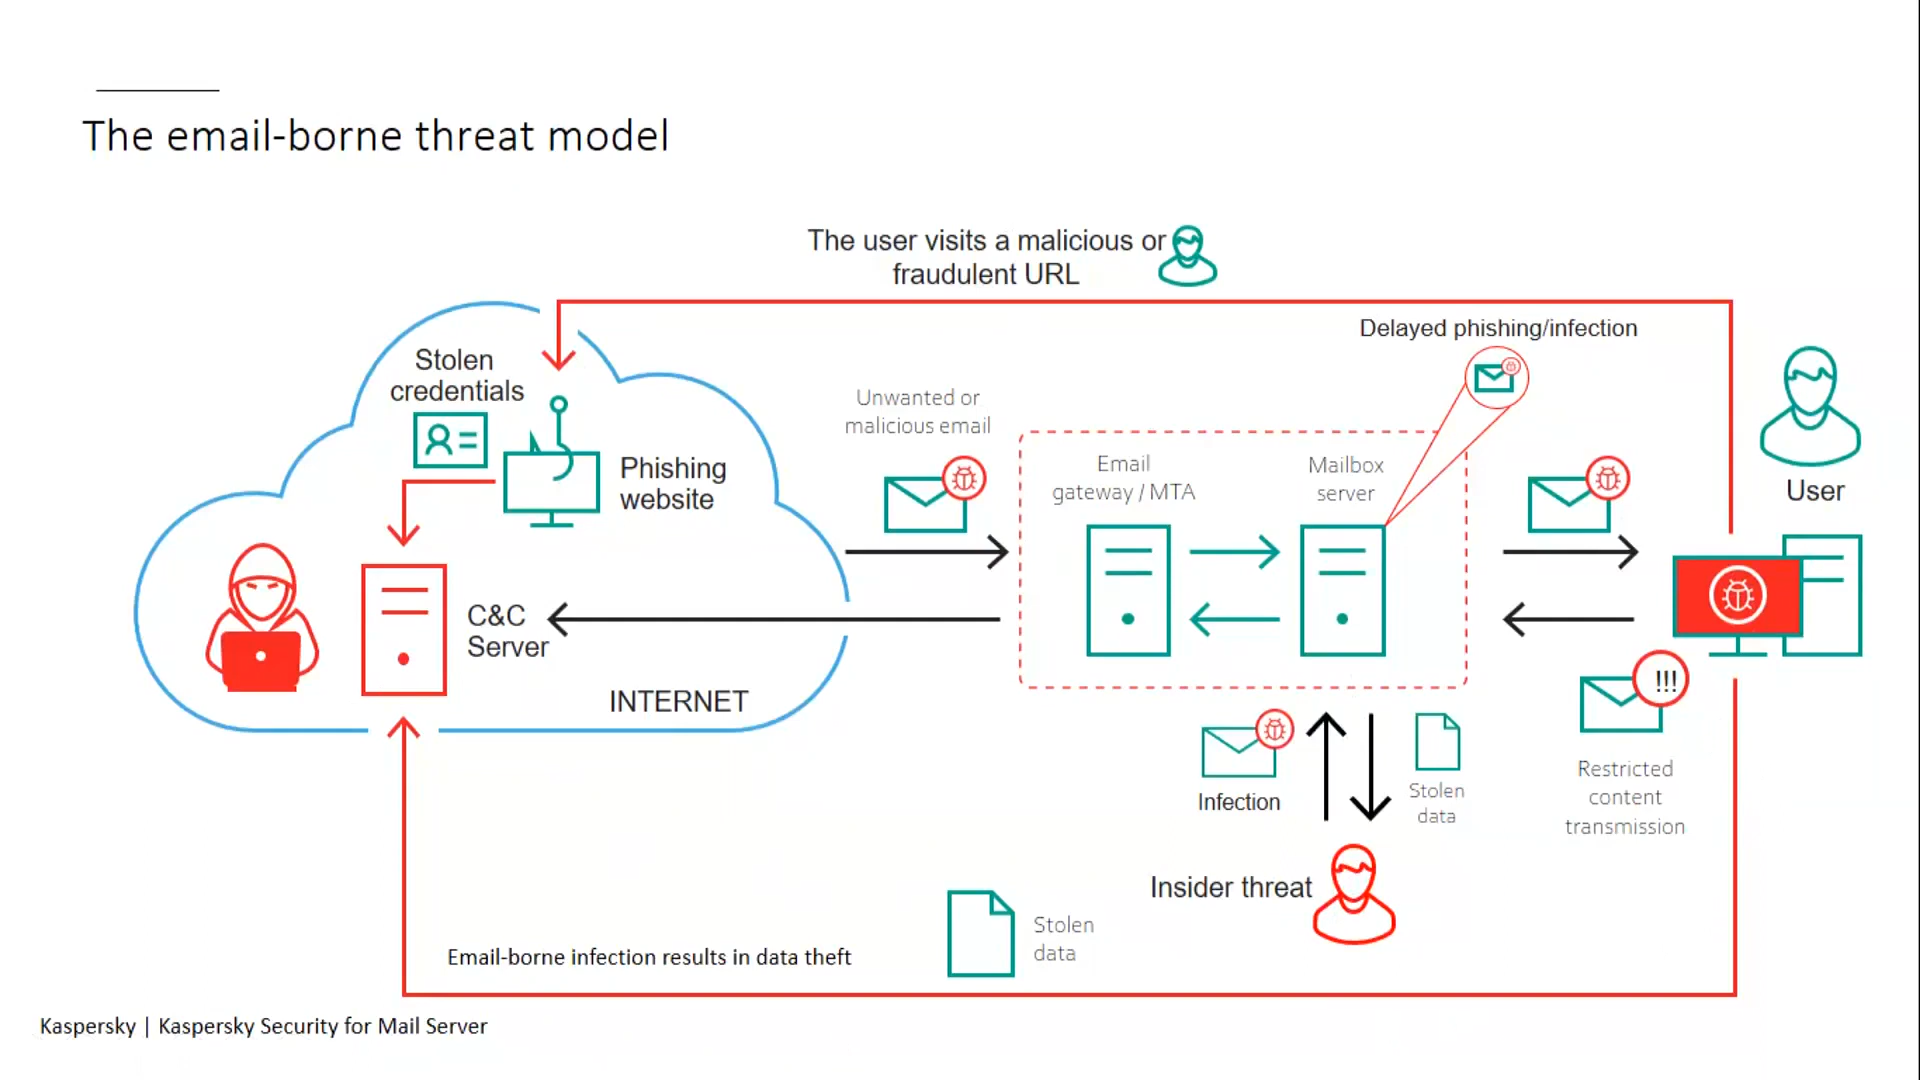 The email-borne threat model
The user visits a malicious or
fraudulent URL
Delayed phishing/infection
Stolen
credentials
Unwanted or
malicious email
Phishing
website
Email
gateway / MTA
Mailbox
server
User
C&C
Server
INTERNET
!!!
Infection
Stolen
data
Restricted
content
transmission
Insider threat
Stolen
data
Email-borne infection results in data theft
Kaspersky | Kaspersky Security for Mail Server